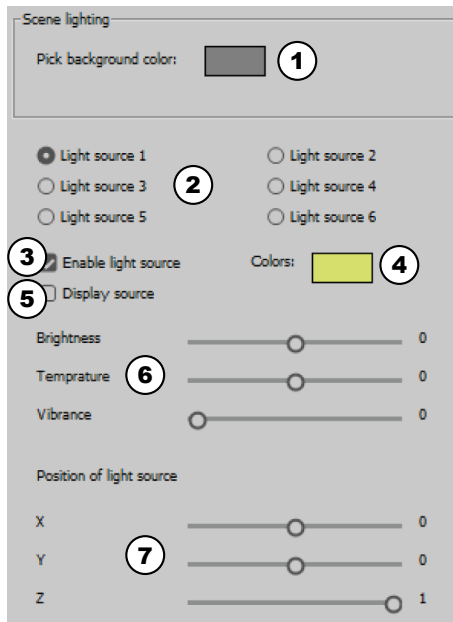 Scene lighting
Pick background color: 1
Light source 1 Light source 2
Light source 3 2 Light source 4
Light source 5 Light source 6
3 Enable light source Colors: 4
5 Display source
Brightness 0
Temprature 6 0
Vibrance 0
Position of light source
X 0
Y 7 0
Z 1